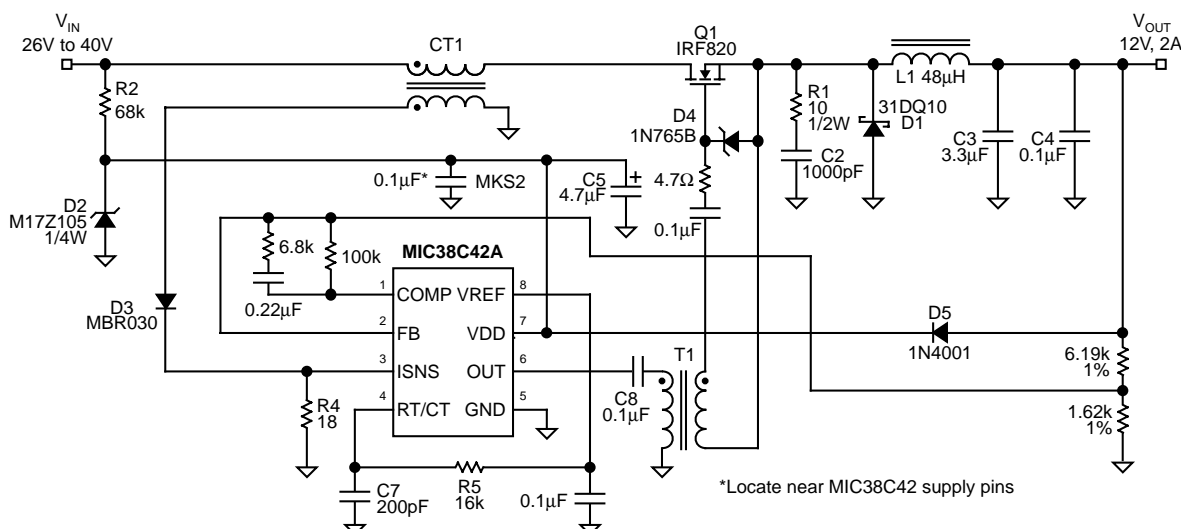 VIN
26V to 40V
CT1
Q1
IRF820
VOUT
12V, 2A
R2
68k
L1 48µH
D4
1N765B
R1
10
1/2W
31DQ10
D1
C3
3.3µF
C4
0.1µF
C2
1000pF
0.1µF*
MKS2
C5
4.7µF
+
4.7Ω
0.1µF
D2
M17Z105
1/4W
6.8k
100k
0.22µF
MIC38C42A
1
COMP
VREF
8
2
FB
VDD
7
3
ISNS
OUT
6
4
RT/CT
GND
5
D3
MBR030
D5
1N4001
T1
6.19k
1%
C8
0.1µF
R4
18
1.62k
1%
C7
200pF
R5
16k
0.1µF
*Locate near MIC38C42 supply pins